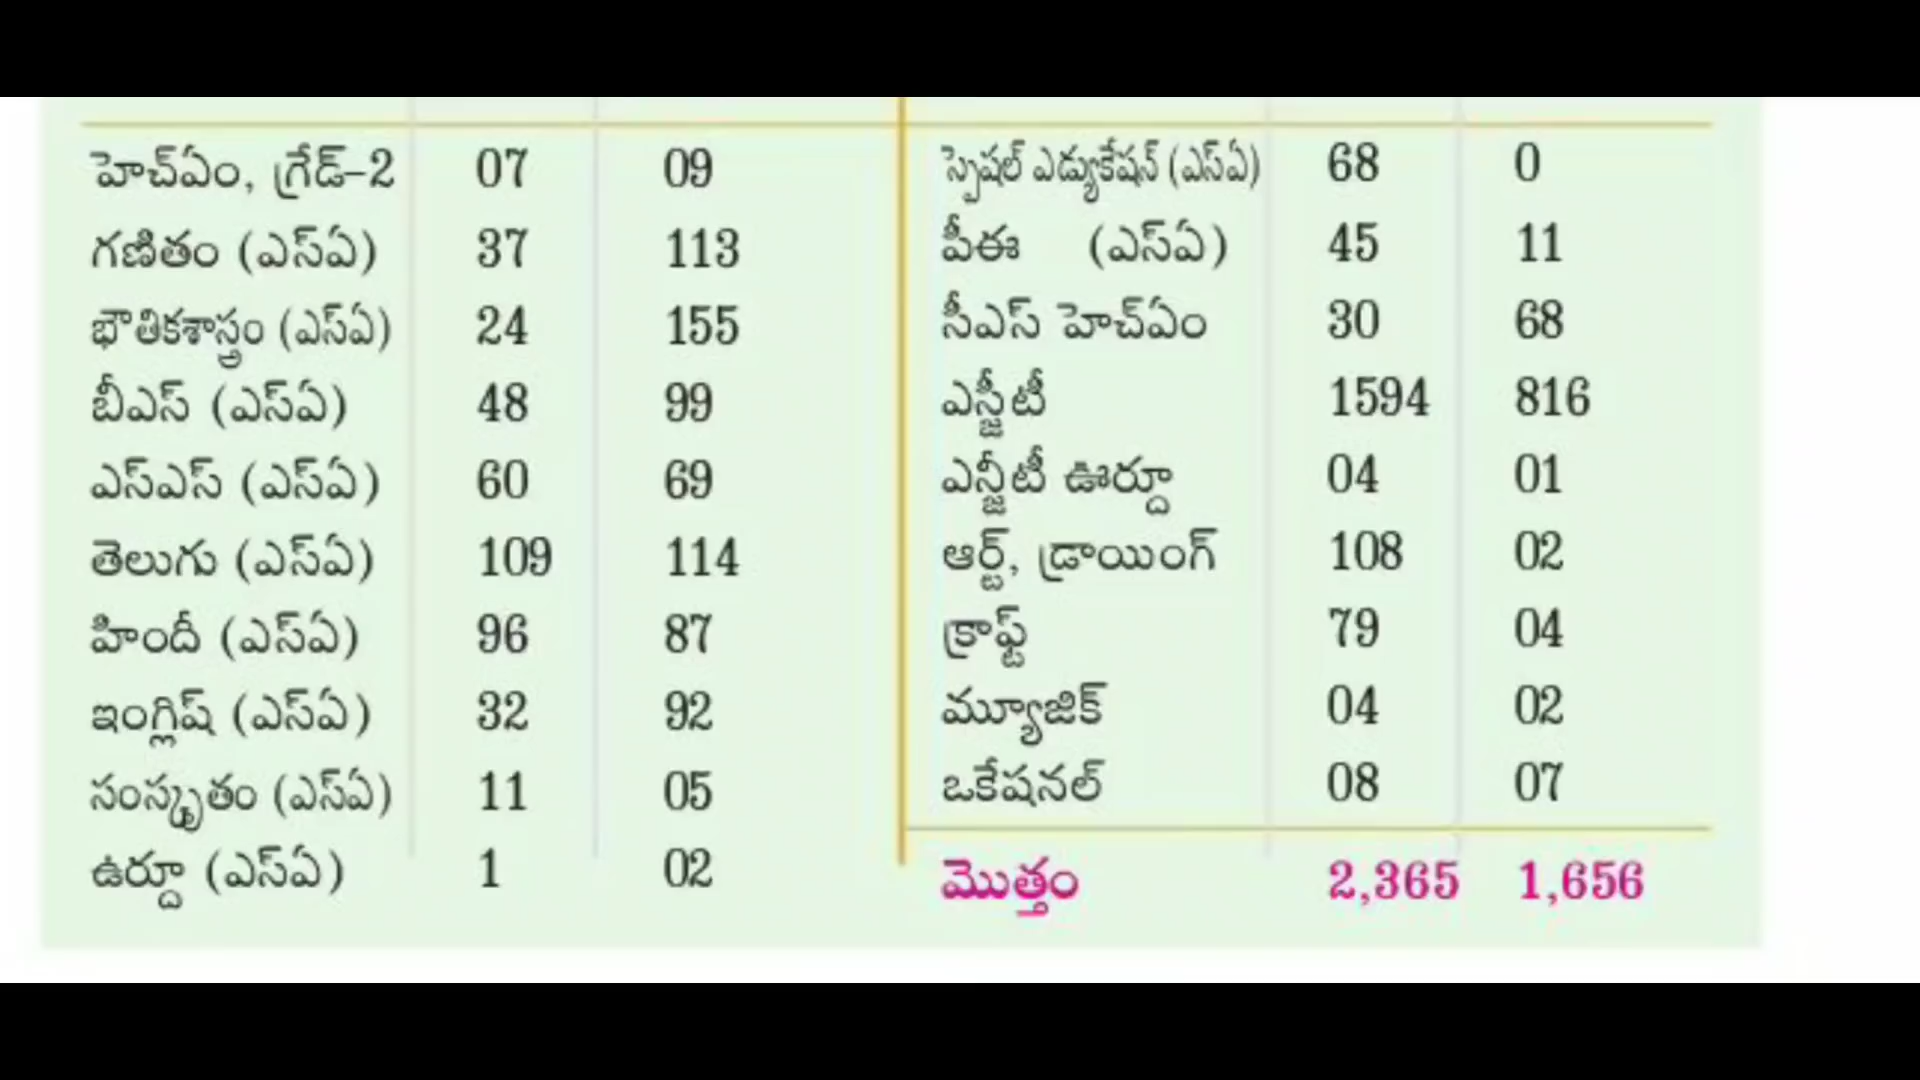 హెచ్ఏం, గ్రేడ్-2 07 09
గణితం (ఎస్ఏ) 37 113
భౌతికశాస్త్రం (ఎస్ఏ) 24 155
బీఎస్ (ఎస్ఏ) 48 99
ఎస్ఎస్ (ఎస్ఏ) 60 69
తెలుగు (ఎస్ఏ) 109 114
హిందీ (ఎస్ఏ) 96 87
ఇంగ్లిష్ (ఎస్ఏ) 32 92
సంస్కృతం (ఎస్ఏ) 11 05
ఉర్దూ (ఎస్ఏ) 1 02
స్పెషల్ ఎడ్యుకేషన్ (ఎస్ఏ) 68 0
పీఈ (ఎస్ఏ) 45 11
సీఎస్ హెచ్ఏం 30 68
ఎస్జీటీ 1594 816
ఎన్జీటీ ఊర్దూ 04 01
ఆర్ట్, డ్రాయింగ్ 108 02
క్రాఫ్ట్ 79 04
మ్యూజిక్ 04 02
ఒకేషనల్ 08 07
మొత్తం 2,365 1,656